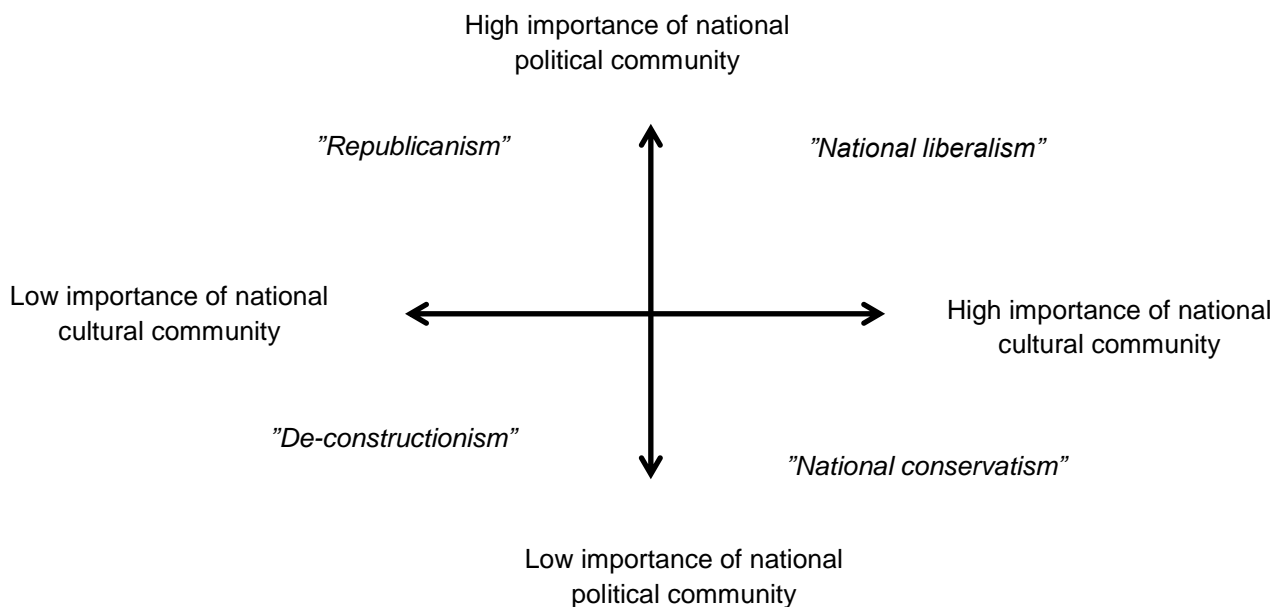 High importance of national
political community
”Republicanism”
”National liberalism”
Low importance of national
cultural community
High importance of national
cultural community
”De-constructionism”
”National conservatism”
Low importance of national
political community